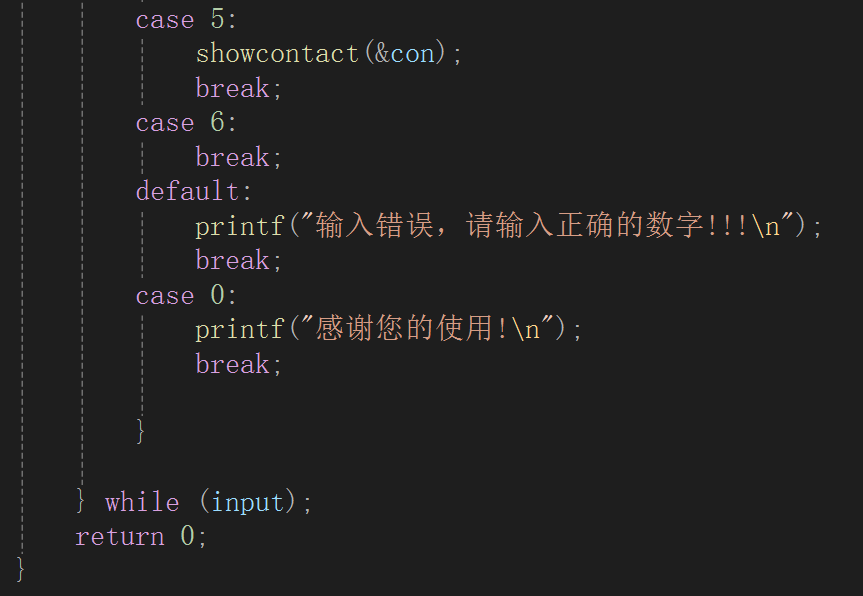 case 5:
showcontact(&con);
break;
case 6:
break;
default:
printf("输入错误，请输入正确的数字!!!\n");
break;
case 0:
printf("感谢您的使用!\n");
break;
}
} while (input);
return 0;
}